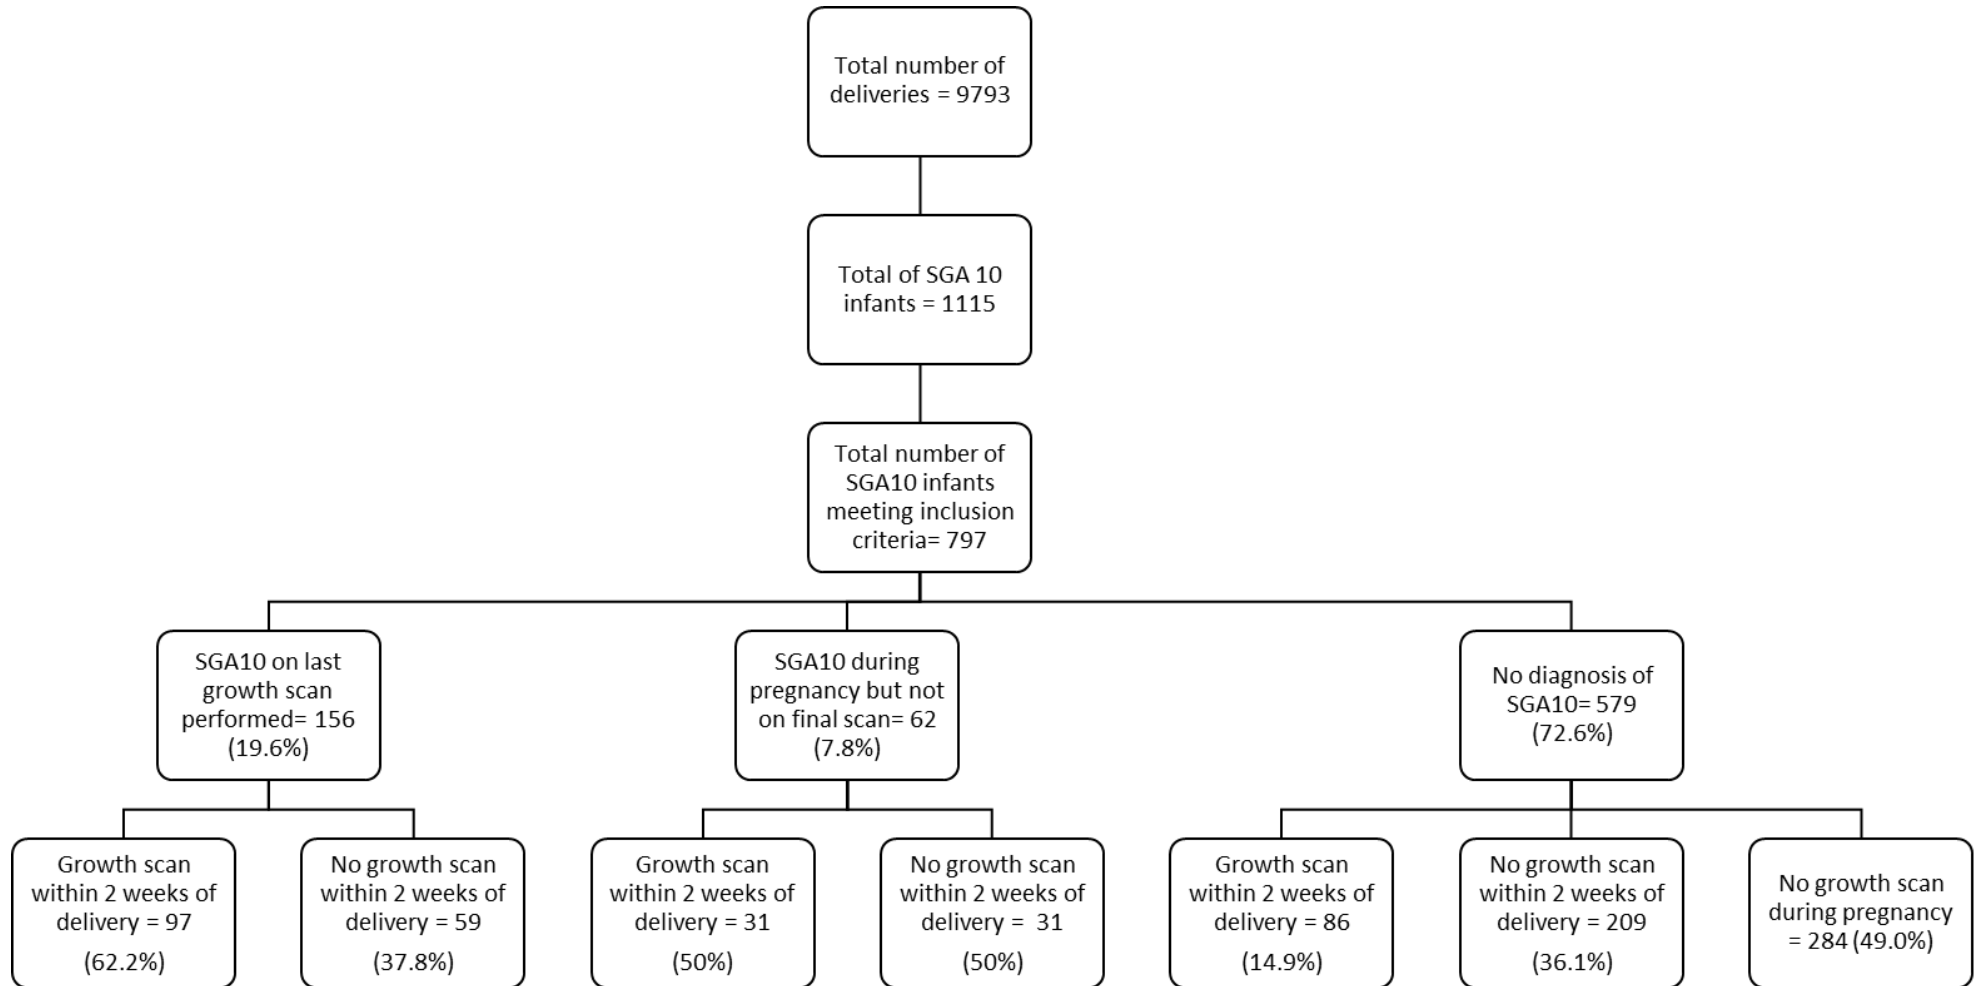 Total number of
deliveries = 9793
Total of SGA 10
infants = 1115
Total number of
SGA10 infants
meeting inclusion
criteria= 797
SGA10 on last
growth scan
performed= 156
(19.6%)
SGA10 during
pregnancy but not
on final scan= 62
(7.8%)
No diagnosis of
SGA10= 579
(72.6%)
Growth scan
within 2 weeks of
delivery = 97
(62.2%)
No growth scan
within 2 weeks of
delivery = 59
(37.8%)
Growth scan
within 2 weeks of
delivery = 31
(50%)
No growth scan
within 2 weeks of
delivery =  31
(50%)
Growth scan
within 2 weeks of
delivery = 86
(14.9%)
No growth scan
within 2 weeks of
delivery = 209
(36.1%)
No growth scan
during pregnancy
= 284 (49.0%)